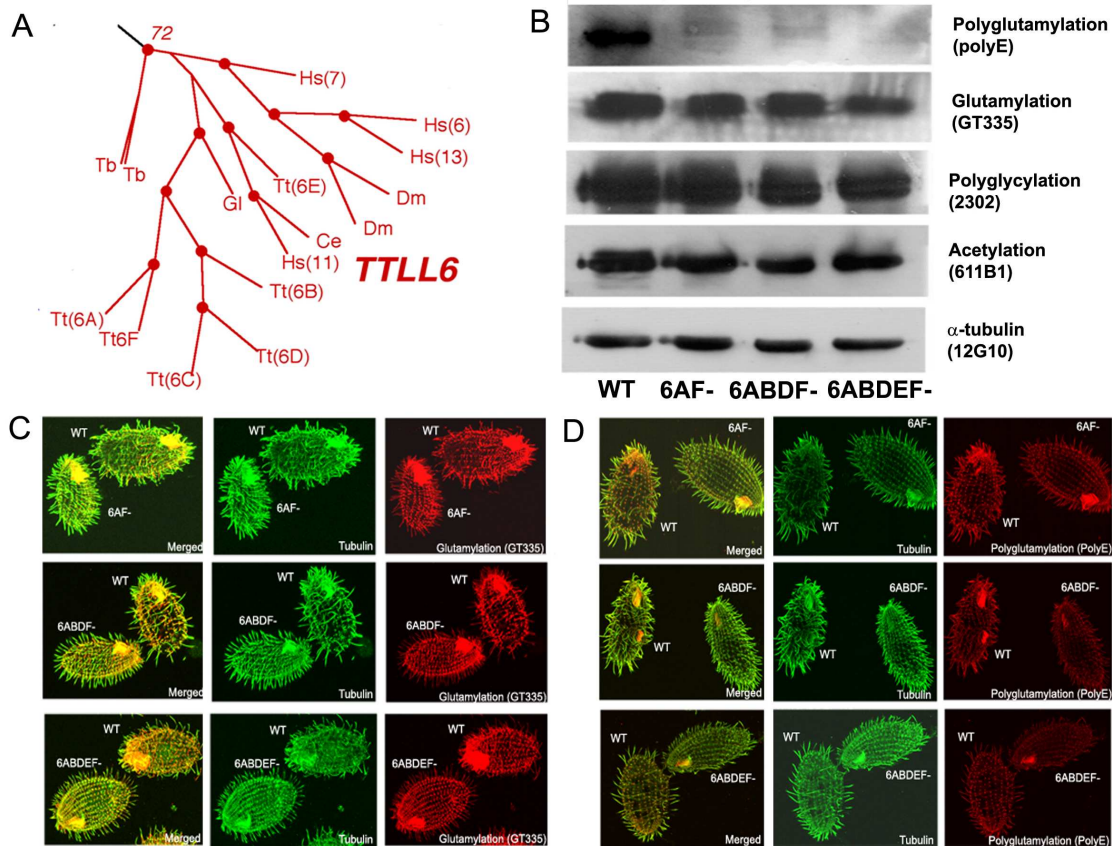 A
72
Hs(7)
Hs(6)
Hs(13)
Tb
Tb
Tt(6E)
Dm
Gl
Dm
Ce
Hs(11)
TTLL6
Tt(6B)
Tt(6A)
Tt6F
Tt(6D)
Tt(6C)
B
Polyglutamylation
(polyE)
Glutamylation
(GT335)
Polyglycylation
(2302)
Acetylation
(611B1)
α-tubulin
(12G10)
WT 6AF- 6ABDF- 6ABDEF-
C
WT
6AF-
Merged
WT
6AF-
Tubulin
WT
6AF-
Glutamylation (GT335)
WT
6ABDF-
Merged
WT
6ABDF-
Tubulin
WT
6ABDF-
Glutamylation (GT335)
WT
6ABDEF-
Merged
WT
6ABDEF-
Tubulin
WT
6ABDEF-
Glutamylation (GT335)
D
6AF-
WT
Merged
6AF-
WT
Tubulin
6AF-
WT
Polyglutamylation (PolyE)
6ABDF-
WT
Merged
6ABDF-
WT
Tubulin
6ABDF-
WT
Polyglutamylation (PolyE)
WT
6ABDEF-
Merged
WT
6ABDEF-
Tubulin
WT
6ABDEF-
Polyglutamylation (PolyE)